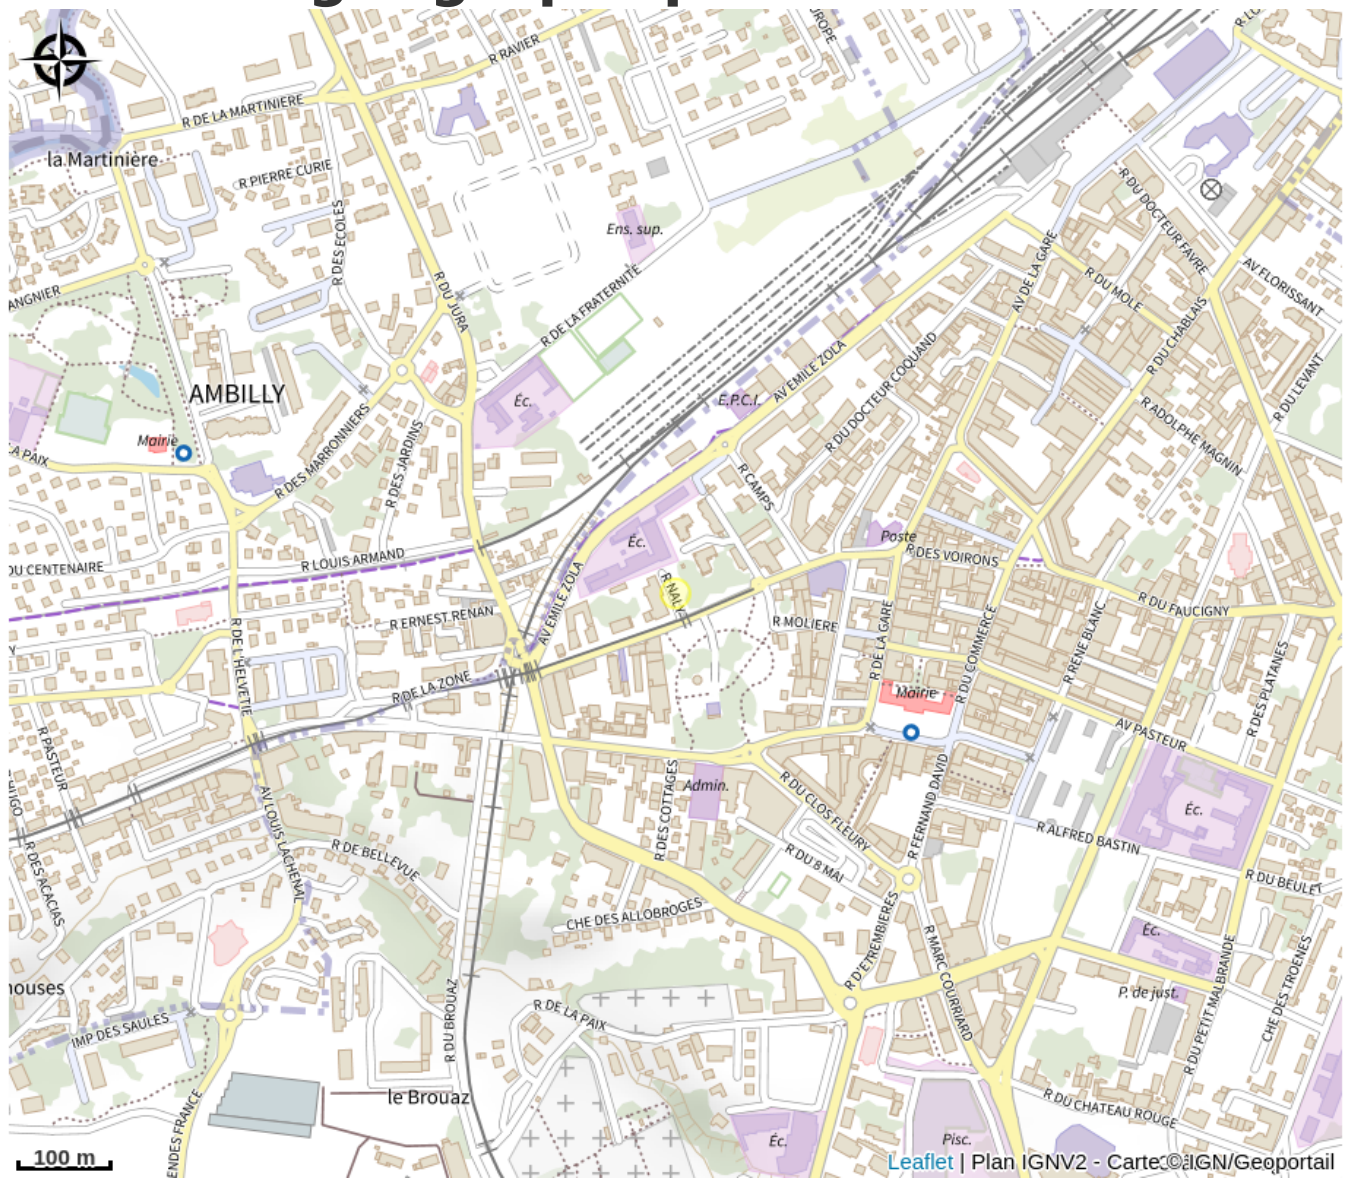 R RAVIER
R DE LA MARTINIERE
la Martinière
R PIERRE CURIE
R DES ECOLES
Ens. sup.
R DU DOCTEUR FAVRE
AV DE LA GARE
R DU MOLE
AV FLORISSANT
ANGNIER
R DU JURA
R DE LA FRATERNITE
R DU CHABLAIS
AMBILLY
Éc.
E.P.C.I.
AV EMILE ZOLA
R DU DOCTEUR COQUAND
R DU LEVANT
R ADOLPHE MAGNIN
Mairie
LA PAIX
R DES MARRONNIERS
R DES JARDINS
R CAMPS
Éc.
Poste
R DES VOIRONS
DU CENTENAIRE
R LOUIS ARMAND
R NALY
AV EMILE ZOLA
R ERNEST RENAN
R MOLIERE
R DU FAUCIGNY
R DE L'HELVETIE
R DE LA GARE
R DU COMMERCE
R RENE BLANC
R DES PLATANES
R DE LA ZONE
Mairie
AV PASTEUR
R PASTEUR
HUGO
R DES COTTAGES
Admin.
R DU CLOS FLEURY
R FERNAND DAVID
Éc.
AV LOUIS LACHENAL
R DE BELLEVUE
R DU 8 MAI
R ALFRED BASTIN
R DU BEULET
R DES ACACIAS
CHE DES ALLOBROGES
R D'ETREMBIERES
R MARC COURRIARD
Éc.
R DU PETIT MALBRANDE
CHE DES TROENES
houses
P. de just.
IMP DES SAULES
R DU BROUAZ
R DE LA PAIX
le Brouaz
R DU CHATEAU ROUGE
ENDES FRANCE
Éc.
Pisc.
100 m
Leaflet | Plan IGNV2 - Carte © IGN/Geoportail